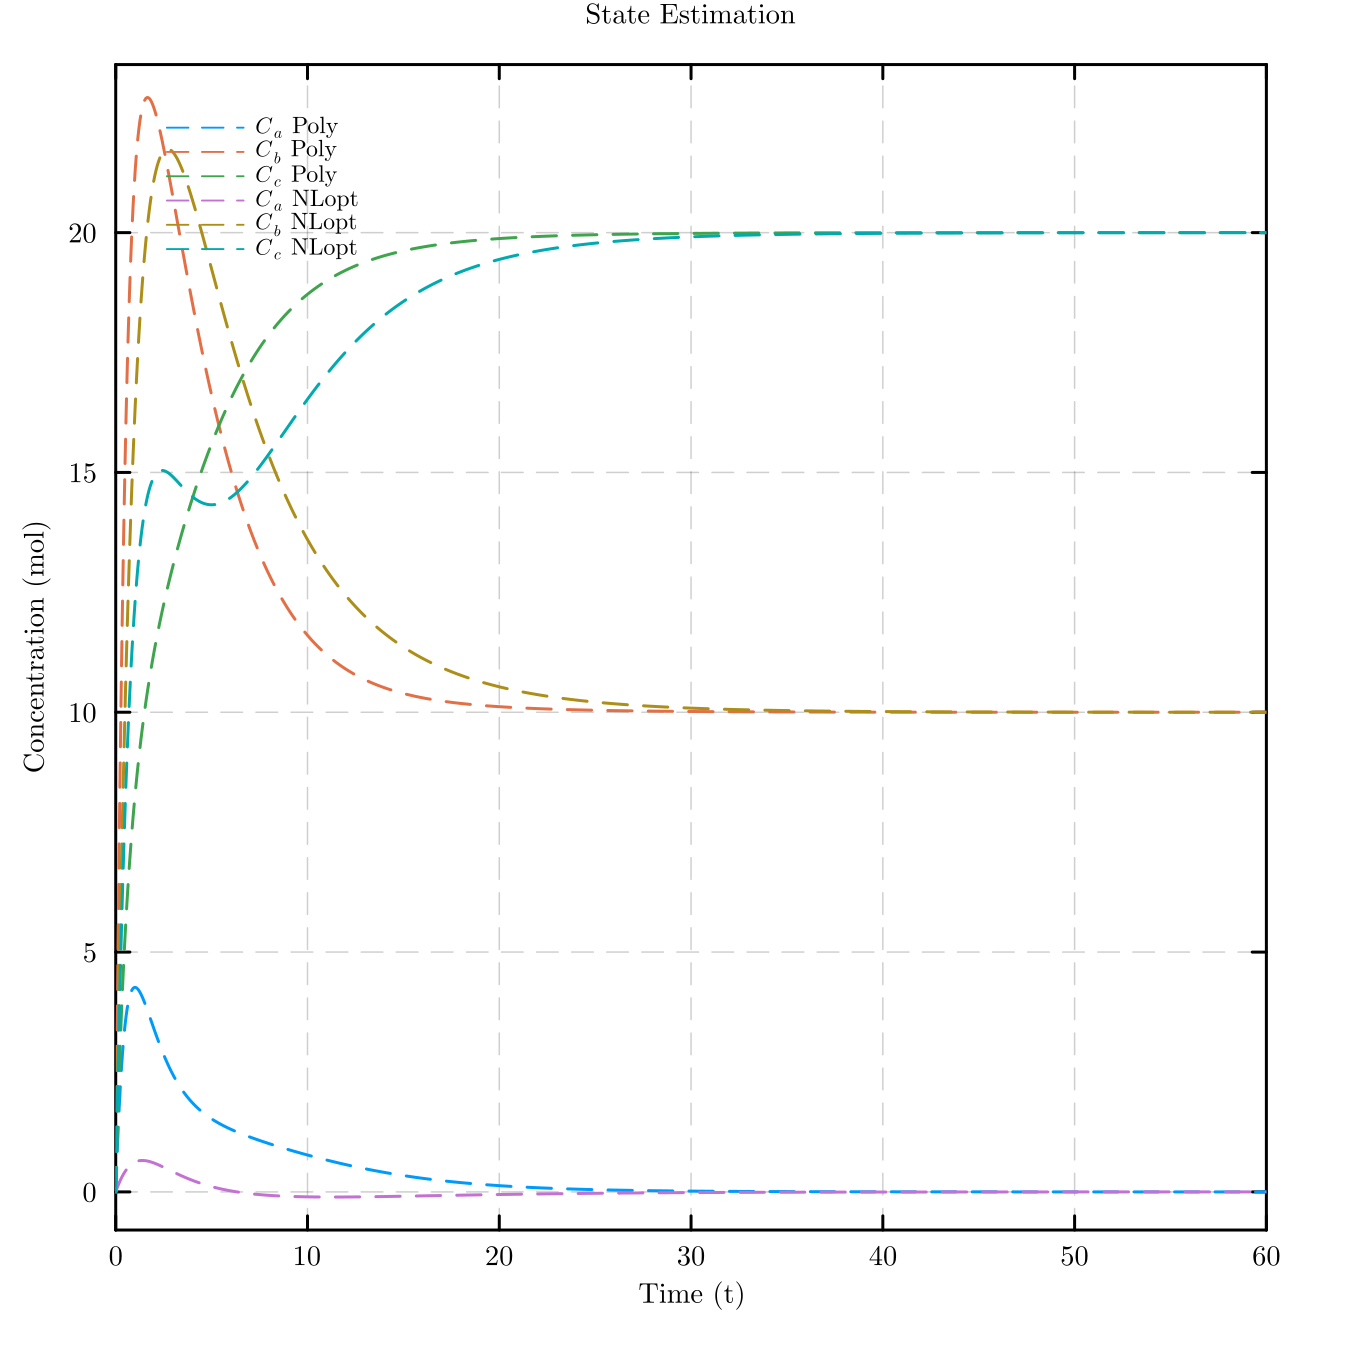 State Estimation
C_a Poly
C_b Poly
C_c Poly
C_a NLopt
C_b NLopt
C_c NLopt
20
15
10
5
0
Concentration (mol)
0 10 20 30 40 50 60
Time (t)